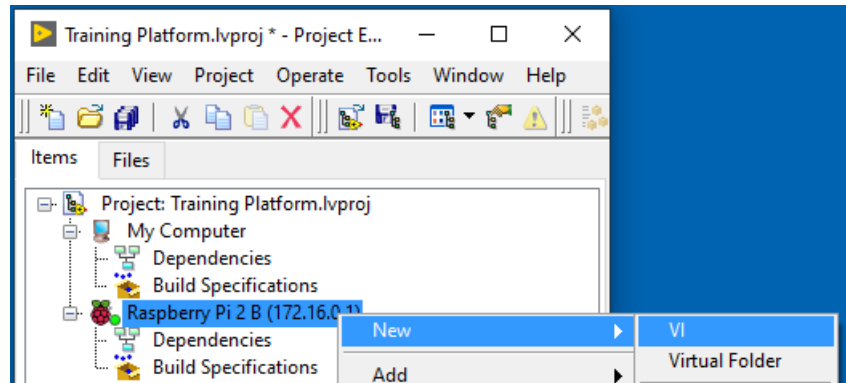 Training Platform.lvproj * - Project E...
File Edit View Project Operate Tools Window Help
Items Files
Project: Training Platform.lvproj
My Computer
Dependencies
Build Specifications
Raspberry Pi 2 B (172.16.0.1)
New VI
Dependencies
Virtual Folder
Build Specifications
Add